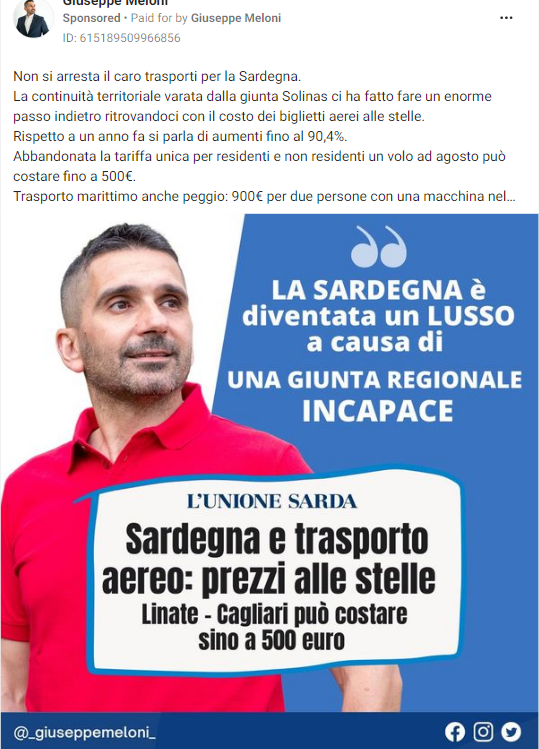 Giuseppe Meloni
Sponsored • Paid for by Giuseppe Meloni
ID: 615189509966856
Non si arresta il caro trasporti per la Sardegna.
La continuità territoriale varata dalla giunta Solinas ci ha fatto fare un enorme
passo indietro ritrovandoci con il costo dei biglietti aerei alle stelle.
Rispetto a un anno fa si parla di aumenti fino al 90,4%.
Abbandonata la tariffa unica per residenti e non residenti un volo ad agosto può
costare fino a 500€.
Trasporto marittimo anche peggio: 900€ per due persone con una macchina nel...
LA SARDEGNA è
diventata un LUSSO
a causa di
UNA GIUNTA REGIONALE
INCAPACE
L'UNIONE SARDA
Sardegna e trasporto
aereo: prezzi alle stelle
Linate - Cagliari può costare
sino a 500 euro
@_giuseppemeloni_